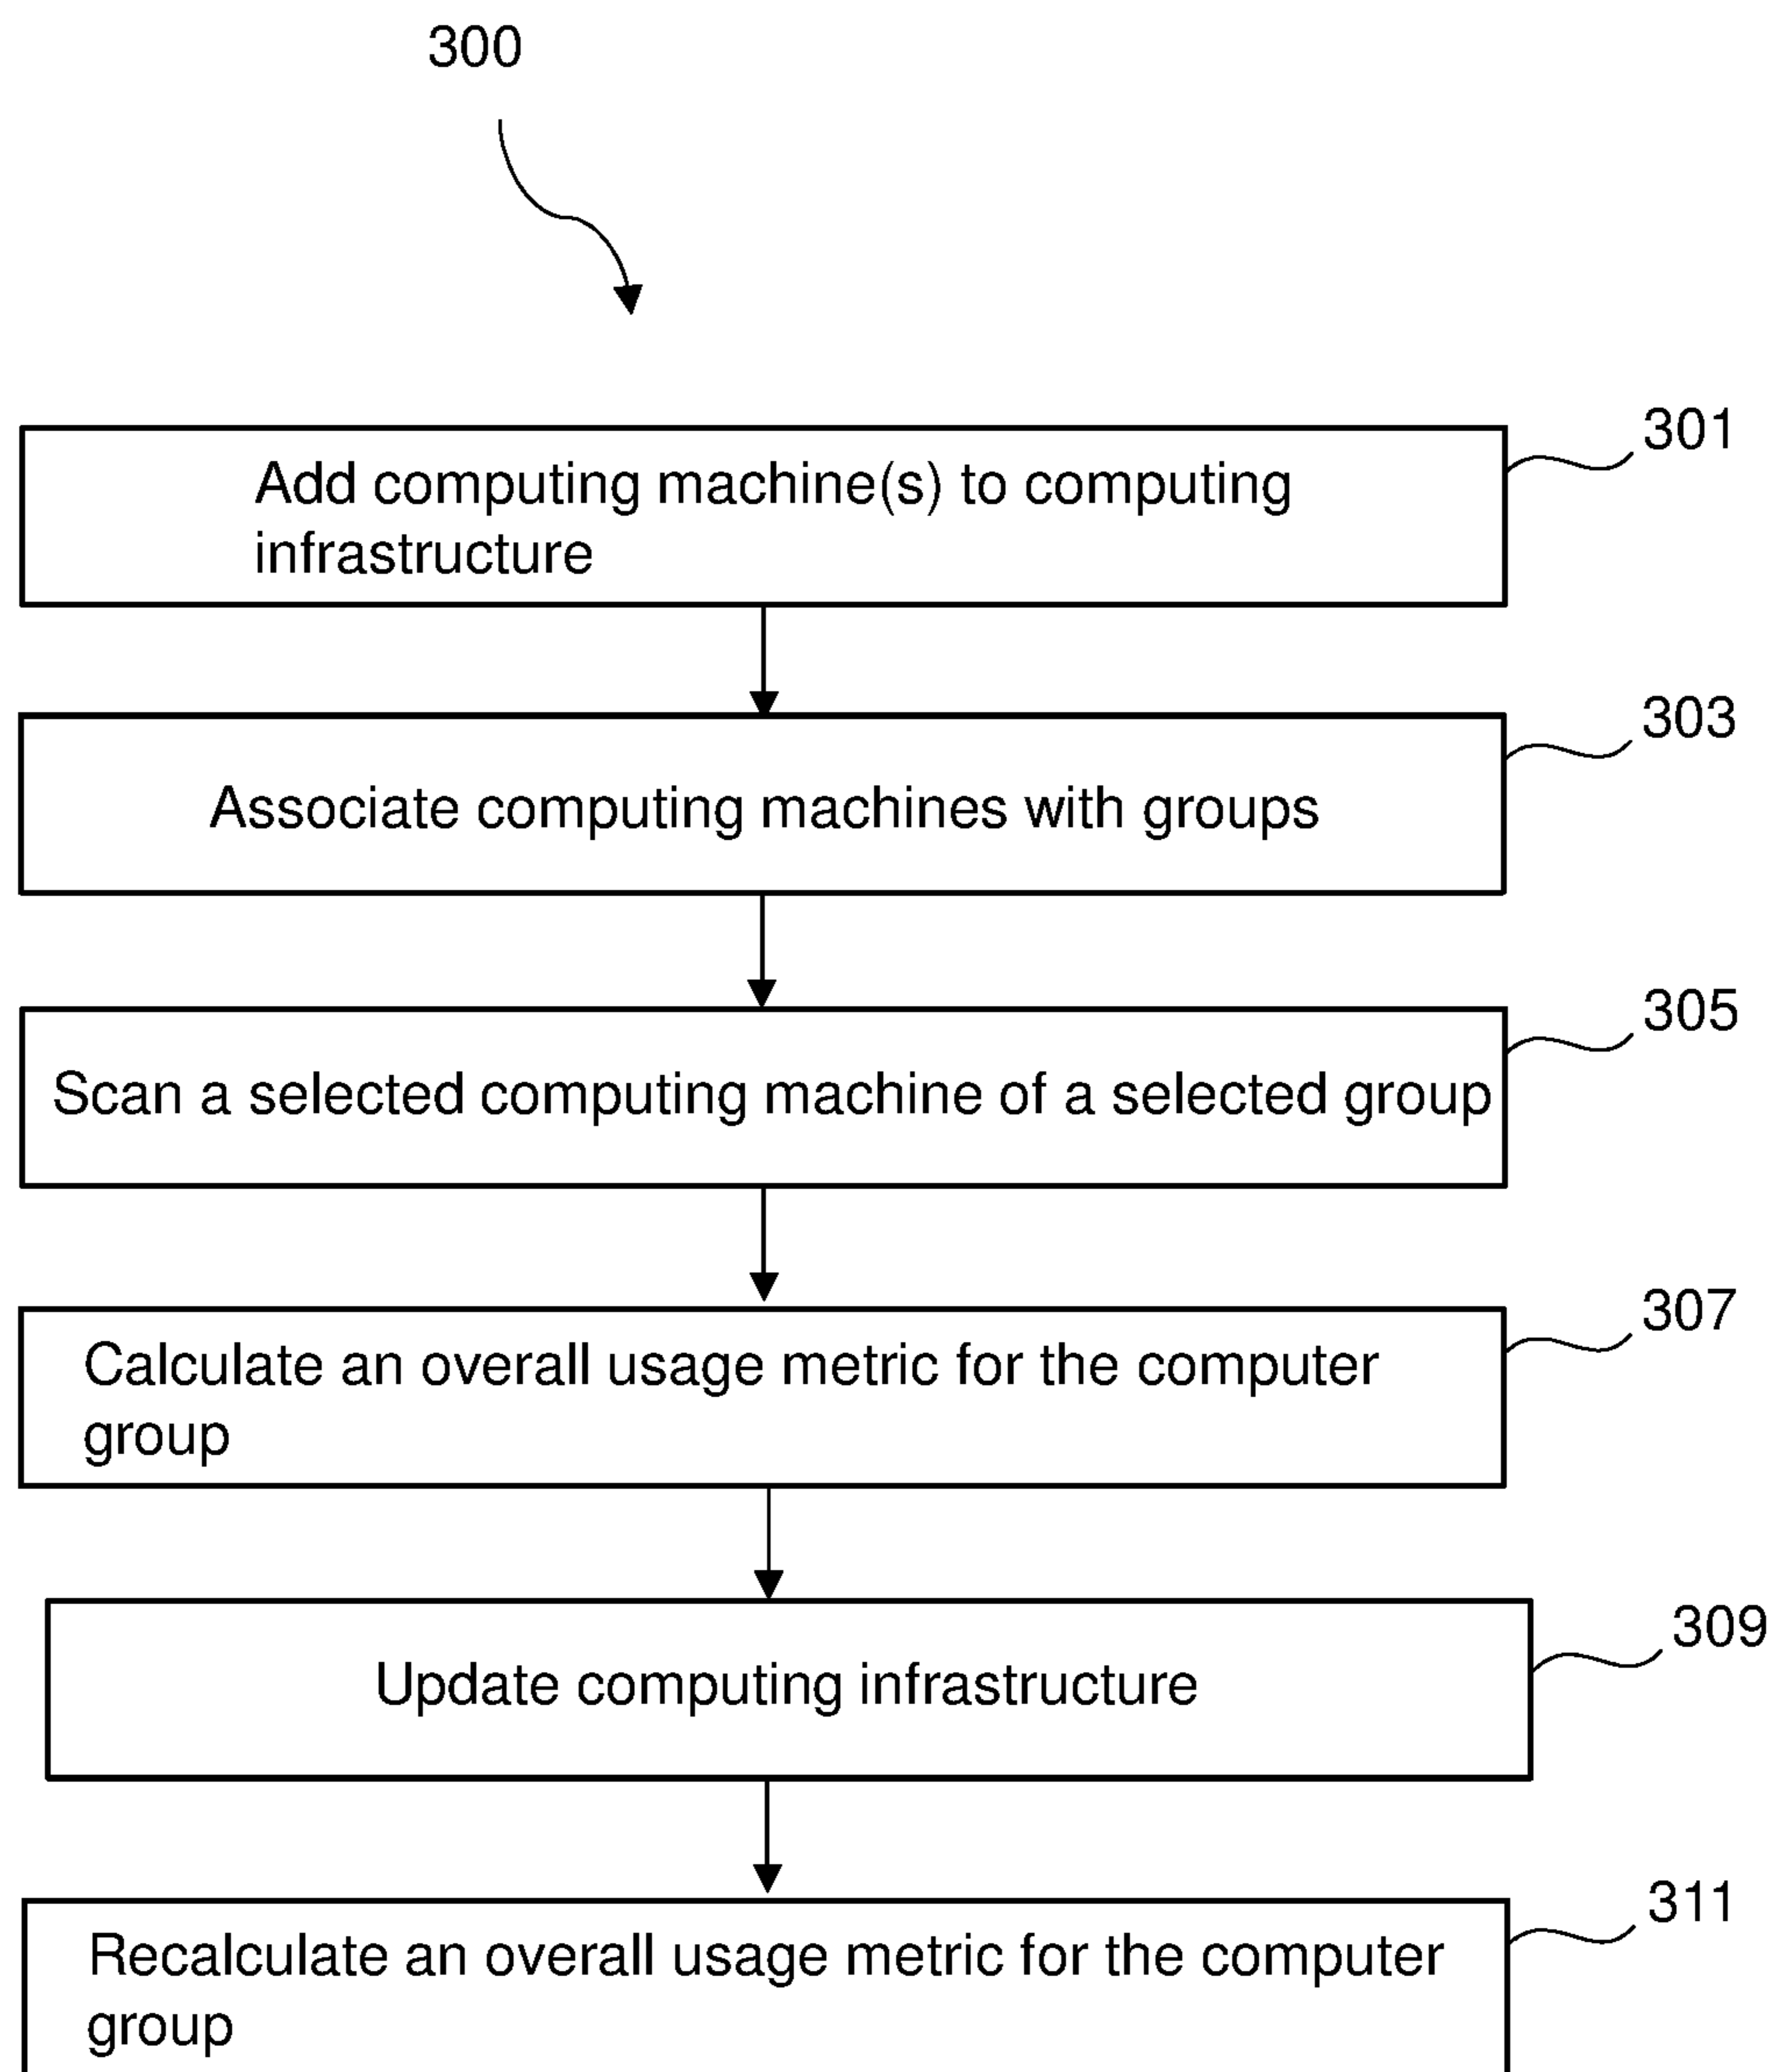 300
301
Add computing machine(s) to computing
infrastructure
303
Associate computing machines with groups
305
Scan a selected computing machine of a selected group
307
Calculate an overall usage metric for the computer
group
309
Update computing infrastructure
311
Recalculate an overall usage metric for the computer
group